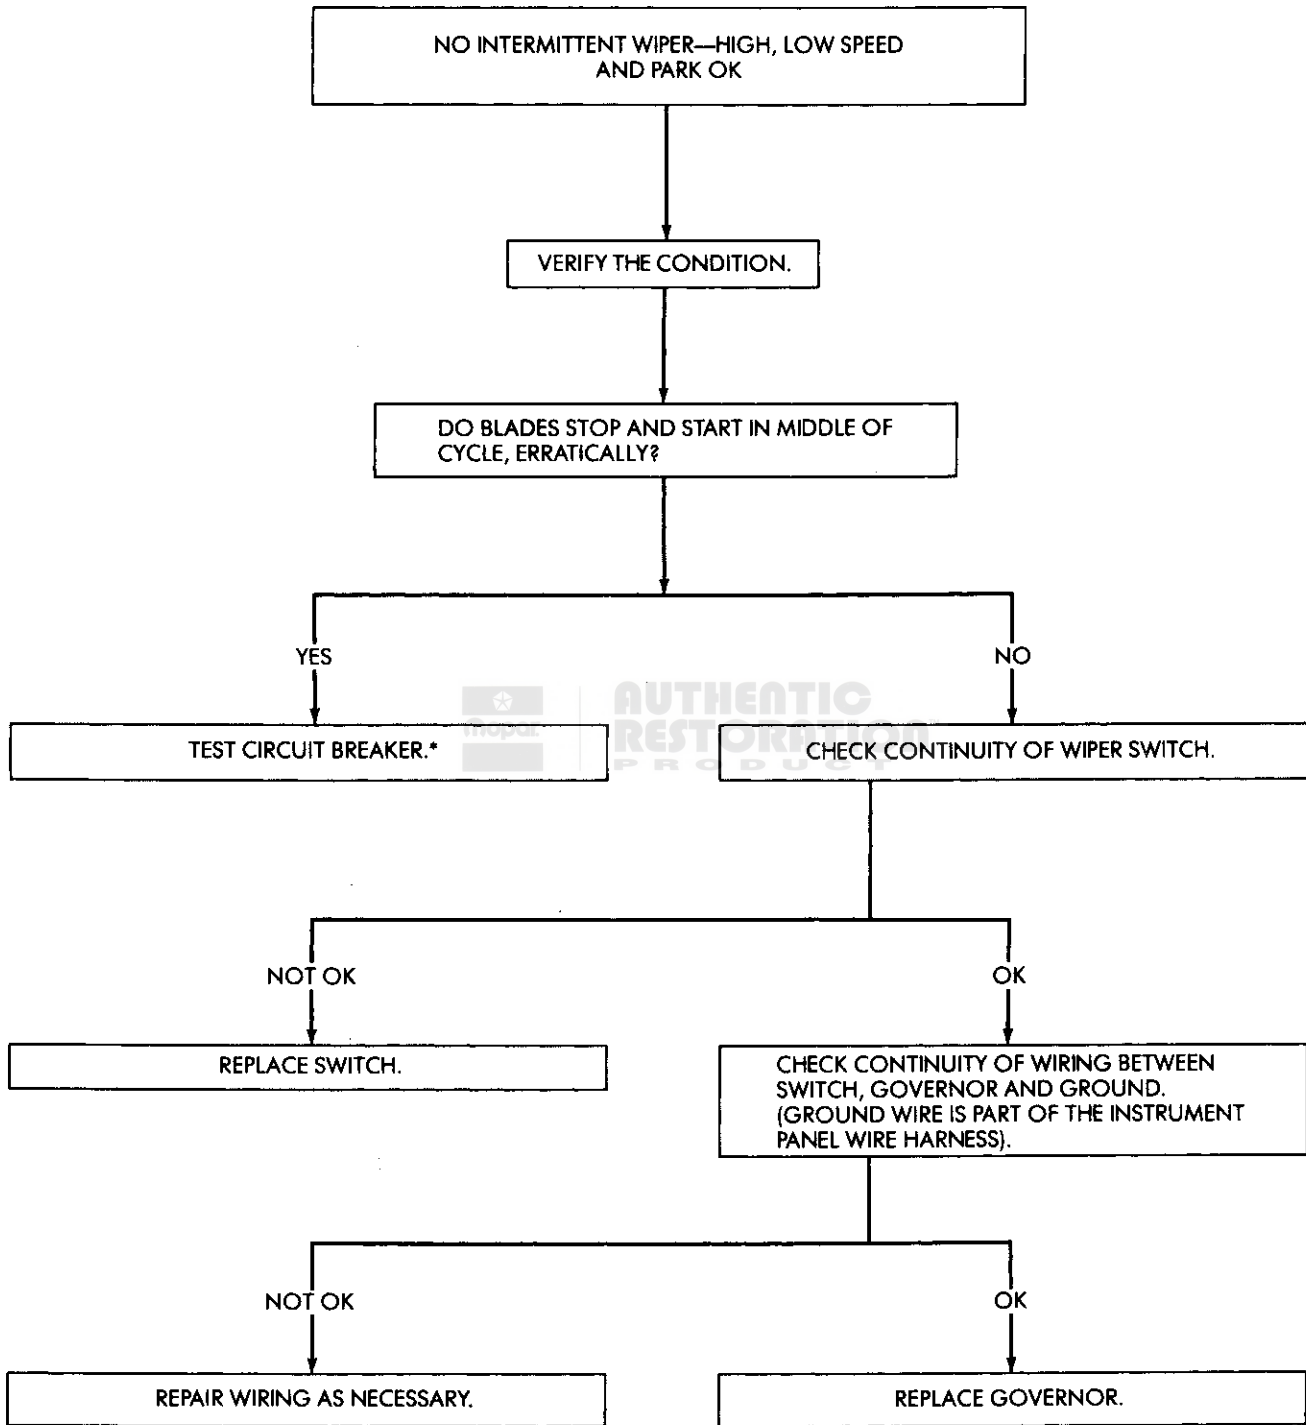 NO INTERMITTENT WIPER—HIGH, LOW SPEED
AND PARK OK
VERIFY THE CONDITION.
DO BLADES STOP AND START IN MIDDLE OF
CYCLE, ERRATICALLY?
YES
NO
Mopar.
AUTHENTIC
RESTORATION
PRODUCT
TEST CIRCUIT BREAKER.*
CHECK CONTINUITY OF WIPER SWITCH.
NOT OK
OK
REPLACE SWITCH.
CHECK CONTINUITY OF WIRING BETWEEN
SWITCH, GOVERNOR AND GROUND.
(GROUND WIRE IS PART OF THE INSTRUMENT
PANEL WIRE HARNESS).
NOT OK
OK
REPAIR WIRING AS NECESSARY.
REPLACE GOVERNOR.